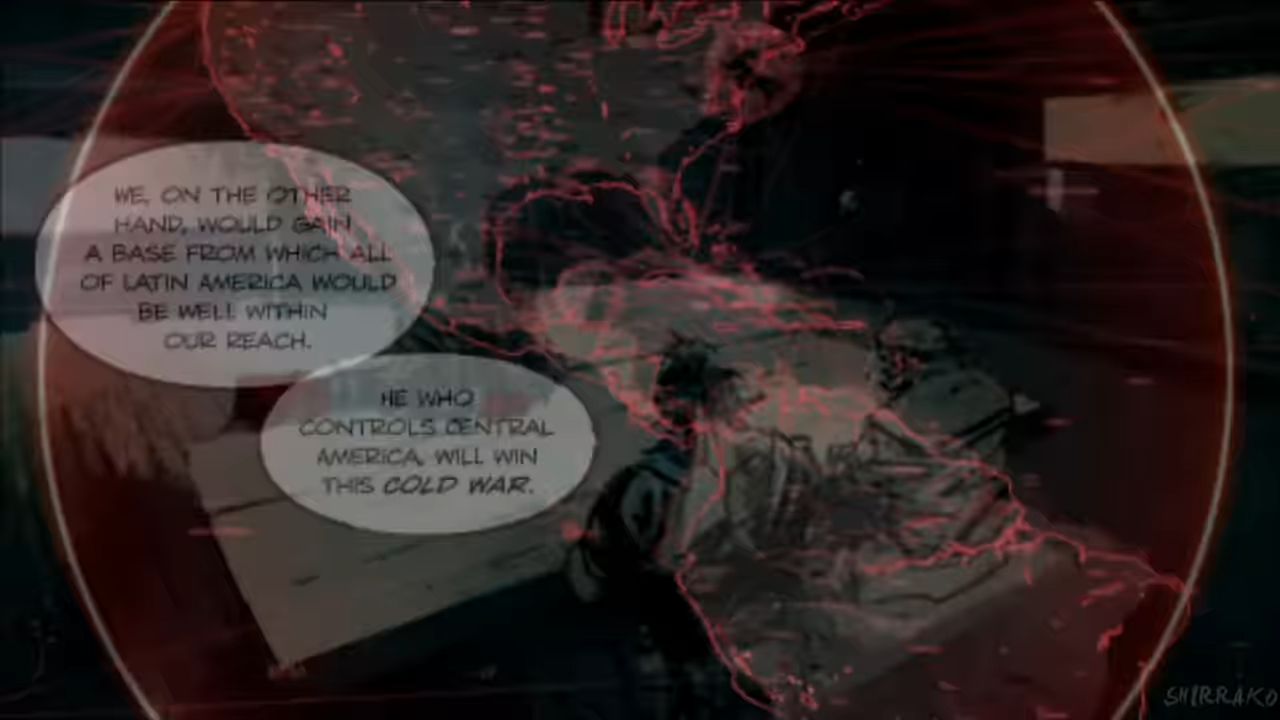 WE, ON THE OTHER
HAND, WOULD GAIN
A BASE FROM WHICH ALL
OF LATIN AMERICA WOULD
BE WELL WITHIN
OUR REACH.
HE WHO
CONTROLS CENTRAL
AMERICA, WILL WIN
THIS COLD WAR.
SHIRRAKO